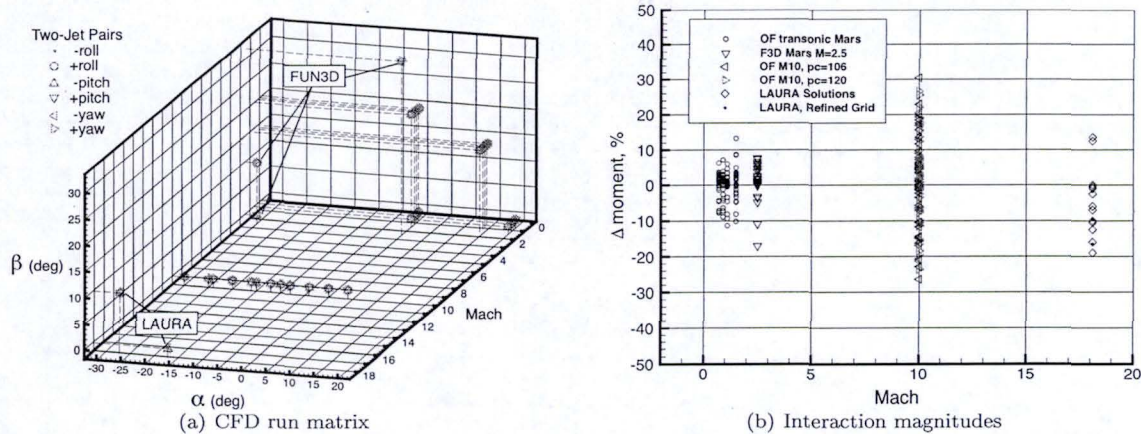 Two-Jet Pairs
-roll
+roll
-pitch
+pitch
-yaw
+yaw
FUN3D
LAURA
β (deg)
30
25
20
15
10
5
0
-30 -25 -20 -15 -10 -5 0 5 10 15 20
α (deg)
0
2
4
6
8
10
12
14
16
18
Mach
(a) CFD run matrix
OF transonic Mars
F3D Mars M=2.5
OF M10, pc=106
OF M10, pc=120
LAURA Solutions
LAURA, Refined Grid
Δ moment, %
50
40
30
20
10
0
-10
-20
-30
-40
-50
0 5 10 15 20
Mach
(b) Interaction magnitudes